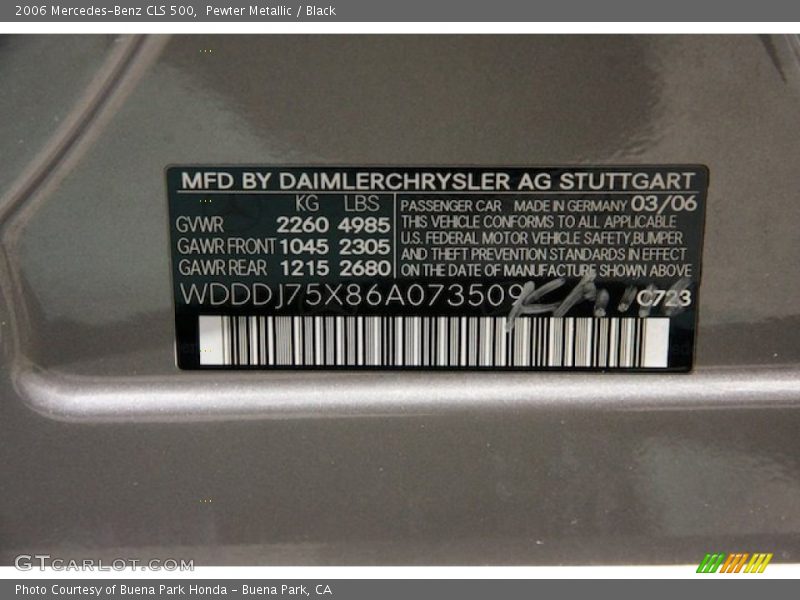 2006 Mercedes-Benz CLS 500, Pewter Metallic / Black
MFD BY DAIMLERCHRYSLER AG STUTTGART
KG LBS
GVWR 2260 4985
GAWR FRONT 1045 2305
GAWR REAR 1215 2680
PASSENGER CAR MADE IN GERMANY 03/06
THIS VEHICLE CONFORMS TO ALL APPLICABLE
U.S. FEDERAL MOTOR VEHICLE SAFETY,BUMPER
AND THEFT PREVENTION STANDARDS IN EFFECT
ON THE DATE OF MANUFACTURE SHOWN ABOVE
WDDDJ75X86A073509 C723
GTCARLOT.COM
Photo Courtesy of Buena Park Honda - Buena Park, CA